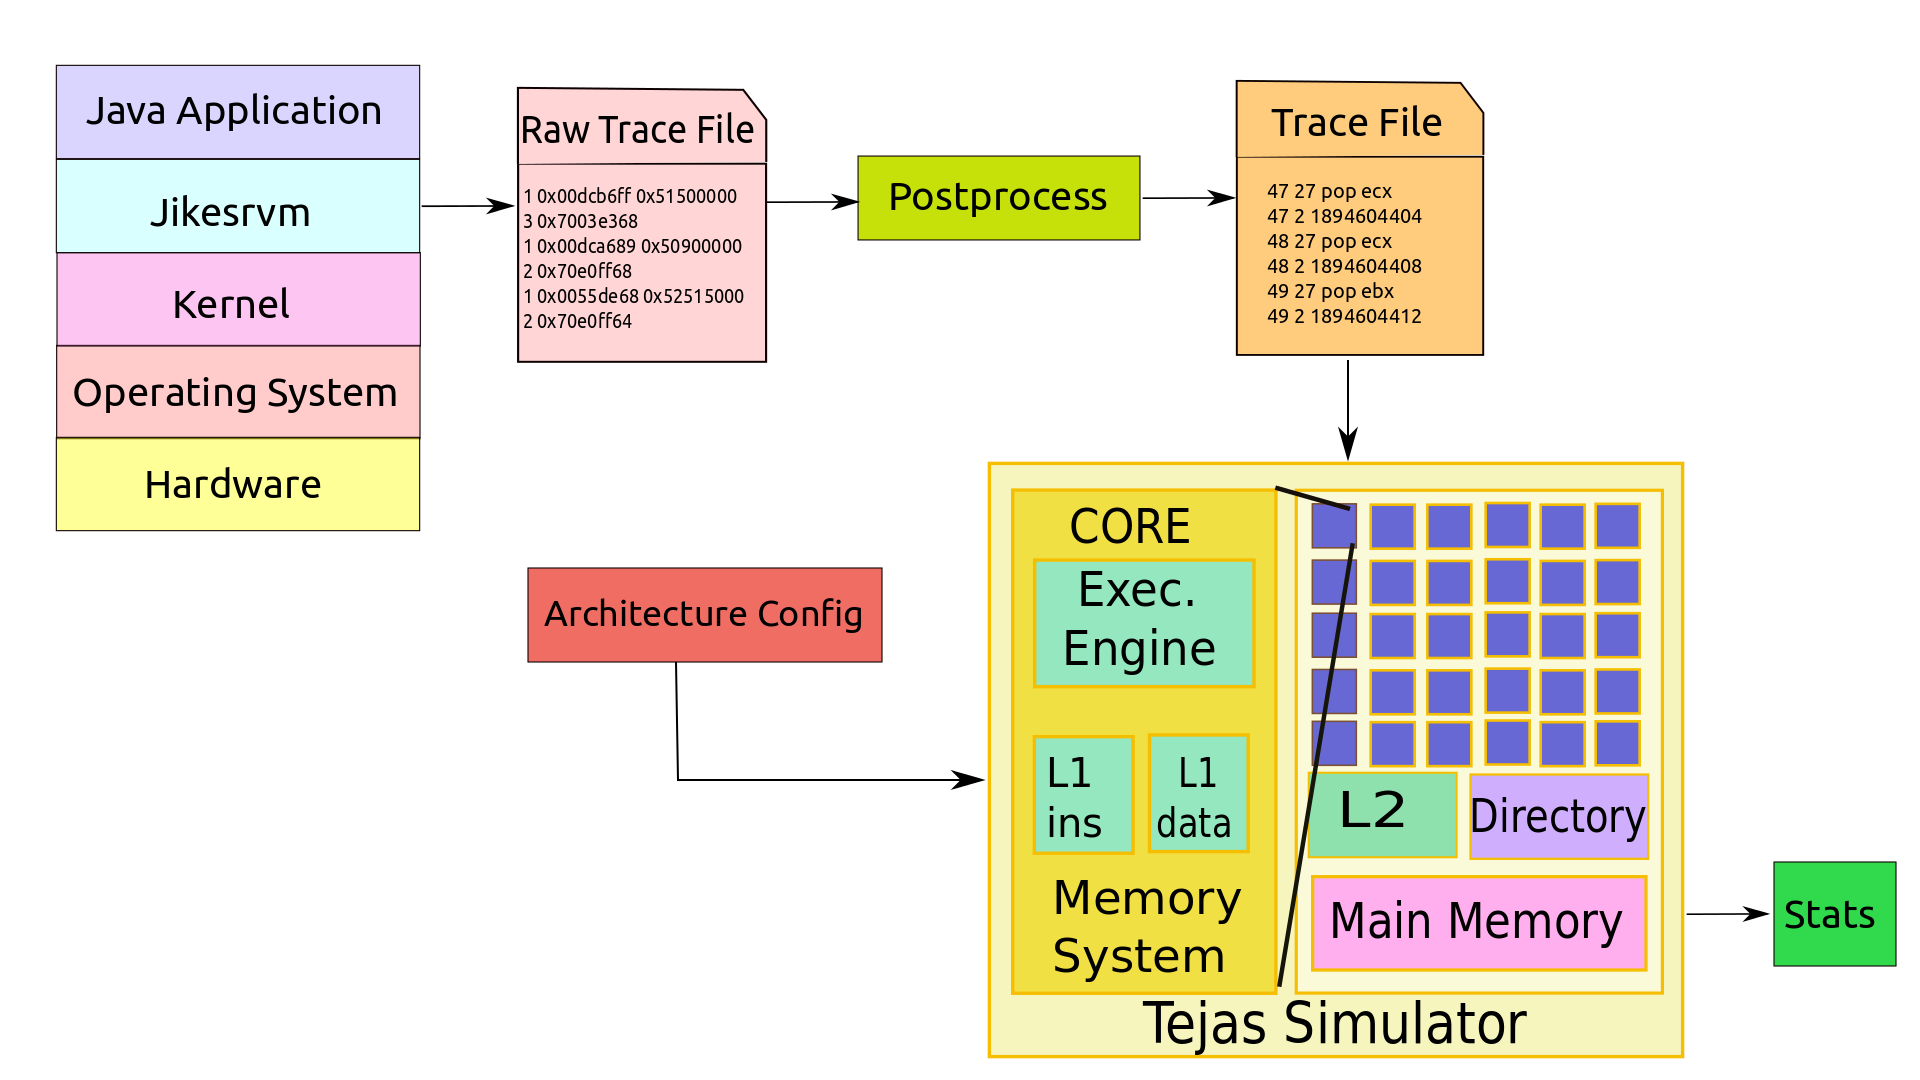 Java Application
Jikesrvm
Kernel
Operating System
Hardware
Raw Trace File
1 0x00dcb6ff 0x51500000
3 0x7003e368
1 0x00dca689 0x50900000
2 0x70e0ff68
1 0x0055de68 0x52515000
2 0x70e0ff64
Postprocess
Trace File
47 27 pop ecx
47 2 1894604404
48 27 pop ecx
48 2 1894604408
49 27 pop ebx
49 2 1894604412
Architecture Config
CORE
Exec.
Engine
L1
ins
L1
data
Memory
System
L2
Directory
Main Memory
Tejas Simulator
Stats